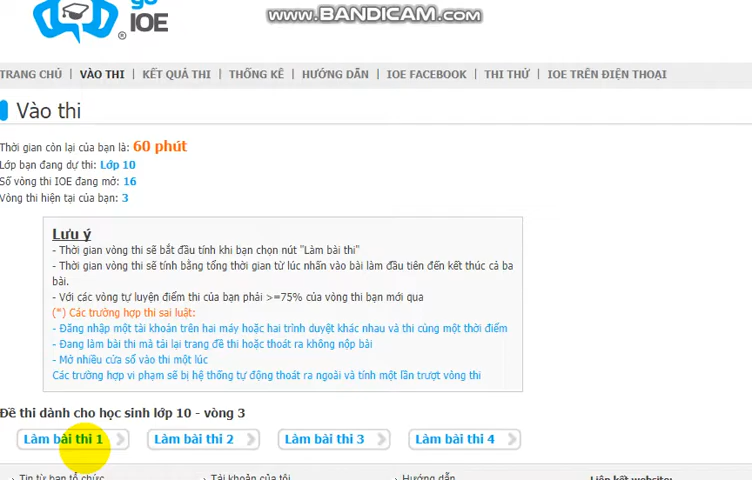 www.BANDICAM.com
go
IOE
®
TRANG CHỦ | VÀO THI | KẾT QUẢ THI | THỐNG KÊ | HƯỚNG DẪN | IOE FACEBOOK | THI THỬ | IOE TRÊN ĐIỆN THOẠI
Vào thi
Thời gian còn lại của bạn là: 60 phút
Lớp bạn đang dự thi: Lớp 10
Số vòng thi IOE đang mở: 16
Vòng thi hiện tại của bạn: 3
Lưu ý
- Thời gian vòng thi sẽ bắt đầu tính khi bạn chọn nút "Làm bài thi"
- Thời gian vòng thi sẽ tính bằng tổng thời gian từ lúc nhấn vào bài làm đầu tiên đến kết thúc cả ba
bài.
- Với các vòng tự luyện điểm thi của bạn phải >=75% của vòng thi bạn mới qua
(*) Các trường hợp thi sai luật:
- Đăng nhập một tài khoản trên hai máy hoặc hai trình duyệt khác nhau và thi cùng một thời điểm
- Đang làm bài thi mà tải lại trang đề thi hoặc thoát ra không nộp bài
- Mở nhiều cửa sổ vào thi một lúc
Các trường hợp vi phạm sẽ bị hệ thống tự động thoát ra ngoài và tính một lần trượt vòng thi
Đề thi dành cho học sinh lớp 10 - vòng 3
Làm bài thi 1
Làm bài thi 2
Làm bài thi 3
Làm bài thi 4
Tin từ ban tổ chức
Tài khoản của tôi
Hướng dẫn
Liên kết website: